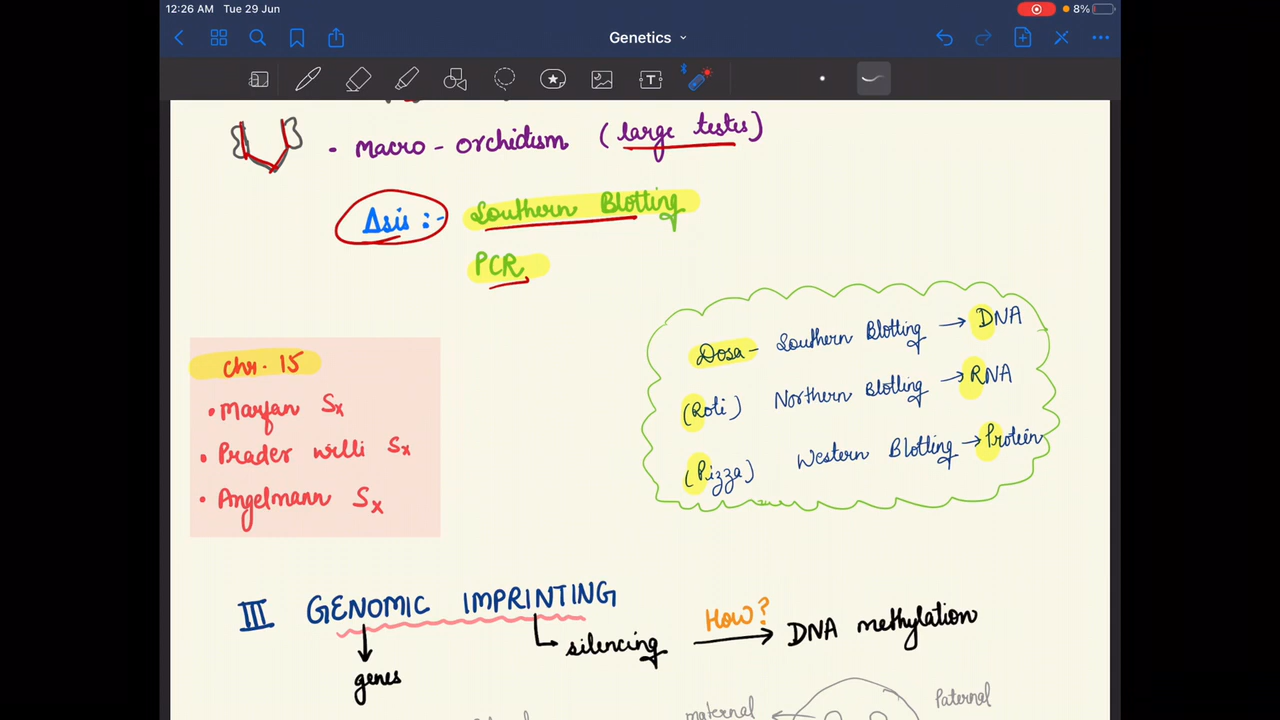 12:26 AM Tue 29 Jun
8%
Genetics
• macro-orchidism (large testes)
Δsis :- Southern Blotting
PCR
Dosa - Southern Blotting → DNA
(Roti) Northern Blotting → RNA
(Pizza) Western Blotting → Protein
chr. 15
• Marfan Sx
• Prader willi Sx
• Angelmann Sx
III GENOMIC IMPRINTING
How?
silencing → DNA methylation
genes
maternal
Paternal